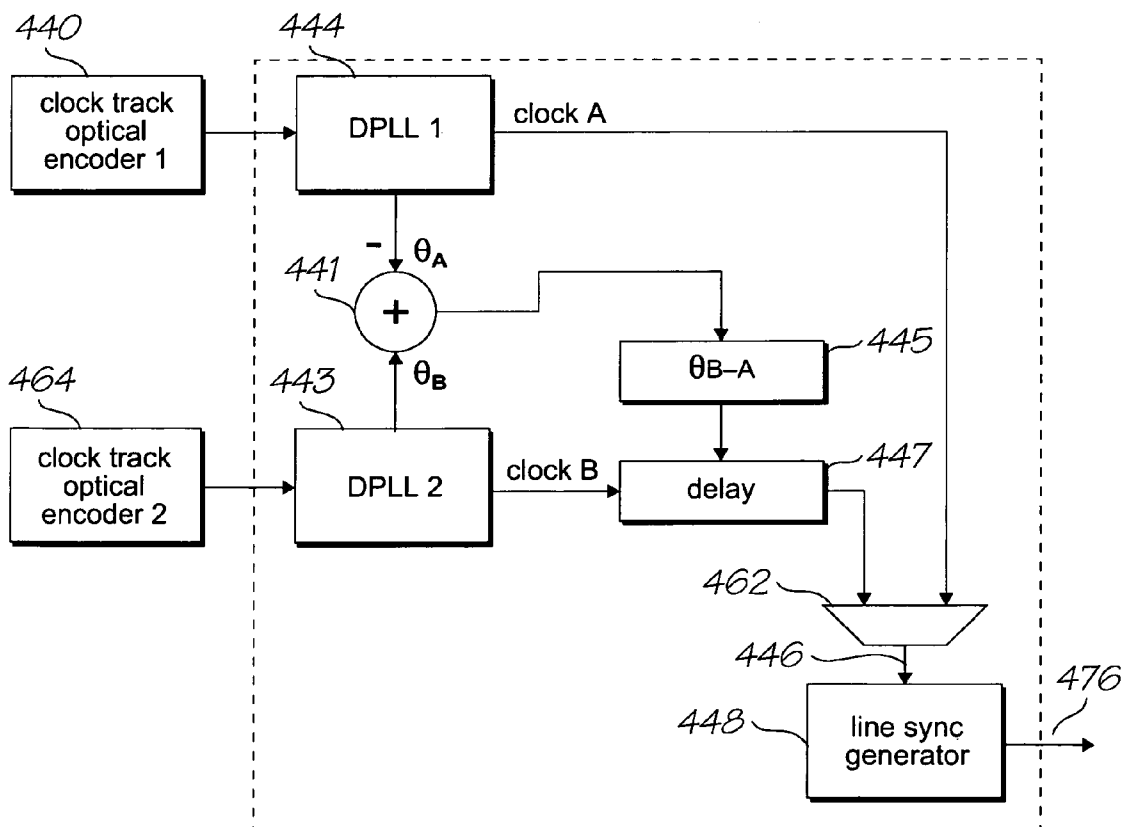 440
444
clock track
optical
encoder 1
DPLL 1
clock A
-
θA
441
+
θB
445
θB–A
464
443
clock track
optical
encoder 2
DPLL 2
clock B
447
delay
462
446
476
448
line sync
generator